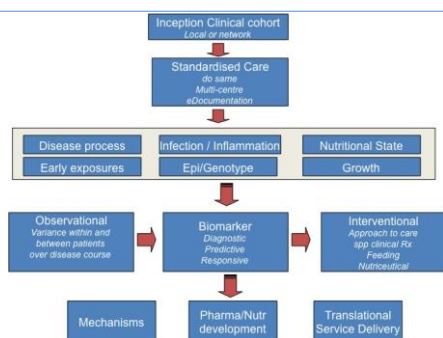 Inception Clinical cohort
Local or network
Standardised Care
do same
Multi-centre
eDocumentation
Disease process
Infection / Inflammation
Nutritional State
Early exposures
Epi/Genotype
Growth
Observational
Variance within and
between patients
over disease course
Biomarker
Diagnostic
Predictive
Responsive
Interventional
Approach to care
spp clinical Rx
Feeding
Nutriceutical
Mechanisms
Pharma/Nutr
development
Translational
Service Delivery